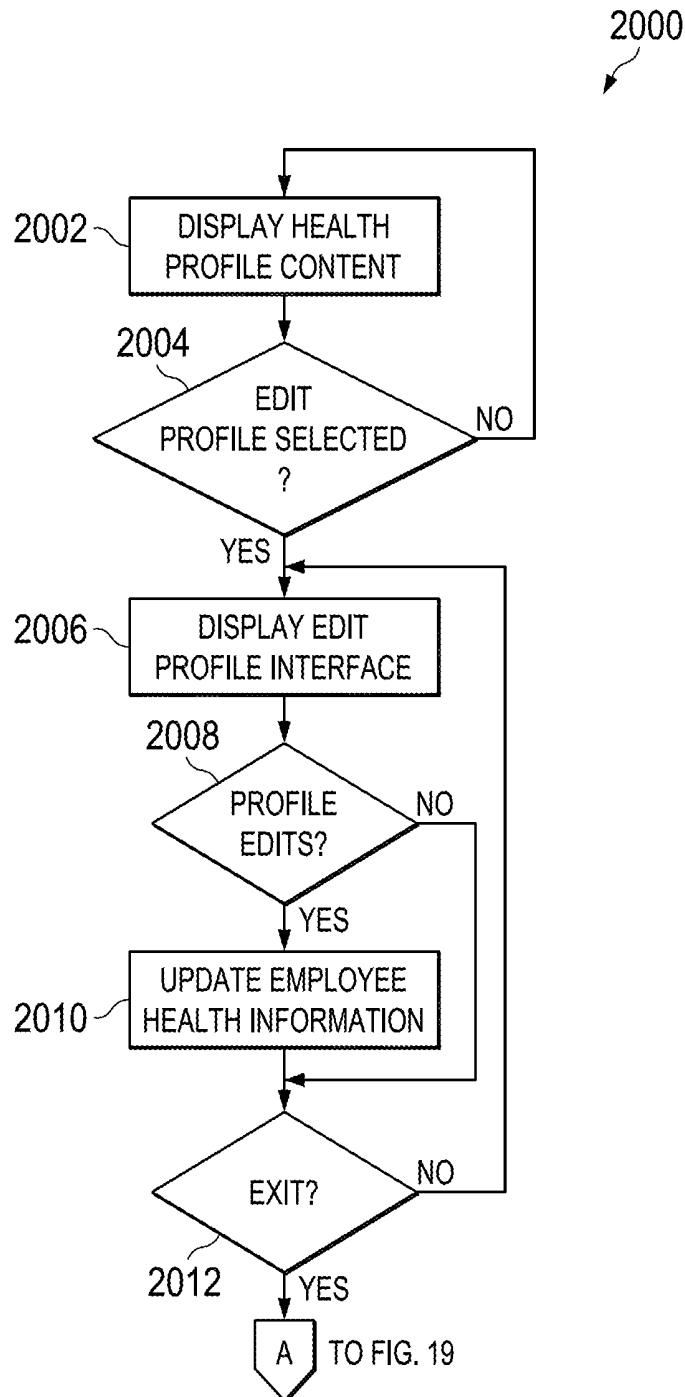 2000
2002
DISPLAY HEALTH
PROFILE CONTENT
2004
EDIT
PROFILE SELECTED
?
NO
YES
2006
DISPLAY EDIT
PROFILE INTERFACE
2008
PROFILE
EDITS?
NO
YES
2010
UPDATE EMPLOYEE
HEALTH INFORMATION
EXIT?
NO
2012
YES
A
TO FIG. 19